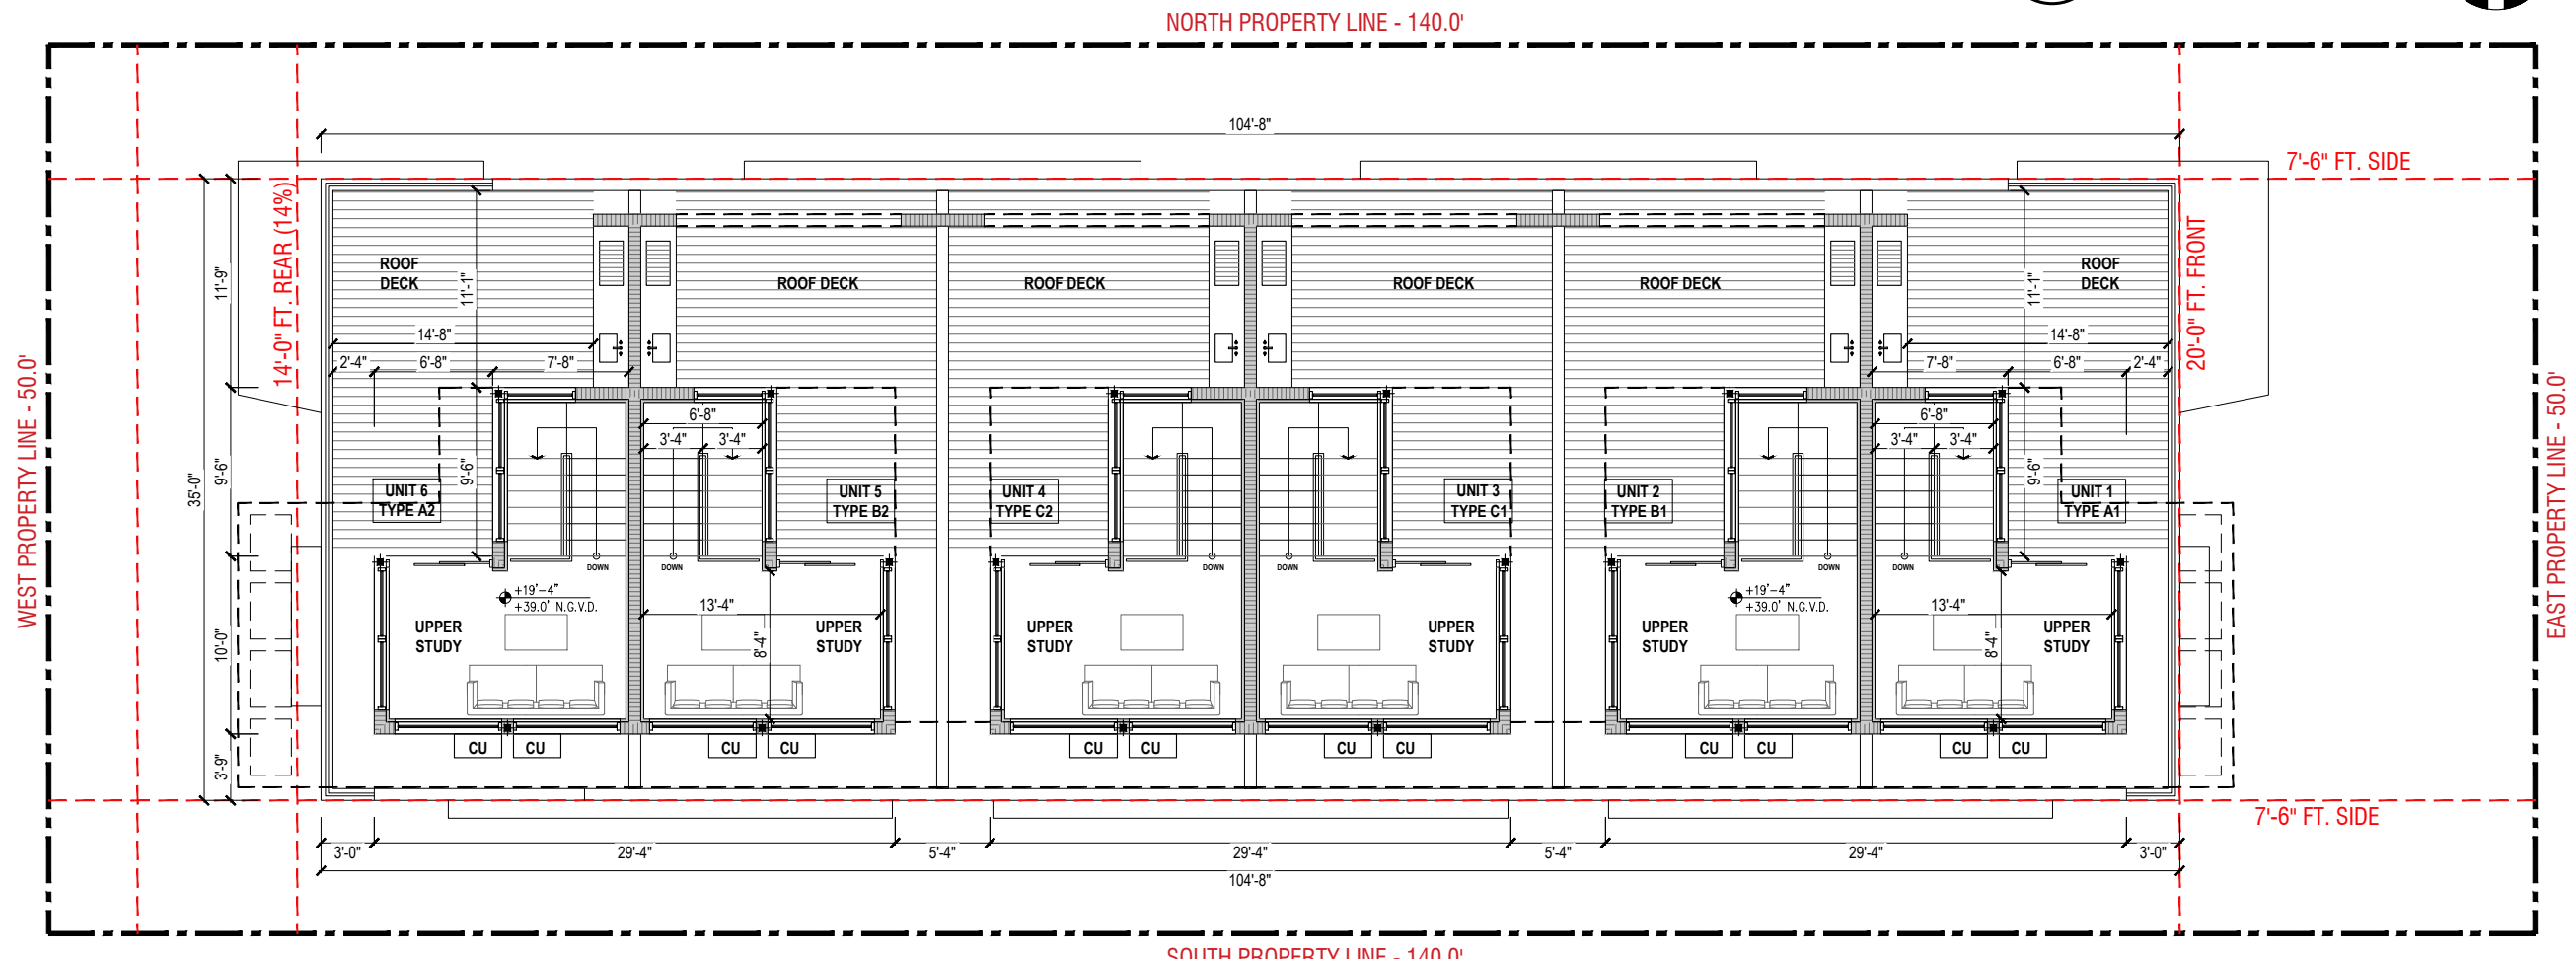 NORTH PROPERTY LINE - 140.0'
104'-8"
7'-6" FT. SIDE
14'-0" FT. REAR (14%)
20'-0" FT. FRONT
WEST PROPERTY LINE - 50.0'
EAST PROPERTY LINE - 50.0'
35'-0"
11'-9"
9'-6"
10'-0"
3'-9"
ROOF
DECK
ROOF DECK
ROOF DECK
ROOF DECK
ROOF DECK
ROOF
DECK
11'-1"
11'-1"
14'-8"
14'-8"
2'-4"
6'-8"
7'-8"
7'-8"
6'-8"
2'-4"
6'-8"
3'-4"
3'-4"
6'-8"
3'-4"
3'-4"
9'-6"
9'-6"
UNIT 6
TYPE A2
UNIT 5
TYPE B2
UNIT 4
TYPE C2
UNIT 3
TYPE C1
UNIT 2
TYPE B1
UNIT 1
TYPE A1
DOWN
DOWN
DOWN
DOWN
DOWN
DOWN
+19'-4"
+39.0' N.G.V.D.
+19'-4"
+39.0' N.G.V.D.
13'-4"
13'-4"
8'-4"
8'-4"
UPPER
STUDY
UPPER
STUDY
UPPER
STUDY
UPPER
STUDY
UPPER
STUDY
UPPER
STUDY
CU
CU
CU
CU
CU
CU
CU
CU
CU
CU
CU
CU
7'-6" FT. SIDE
3'-0"
29'-4"
5'-4"
29'-4"
5'-4"
29'-4"
3'-0"
104'-8"
SOUTH PROPERTY LINE - 140.0'